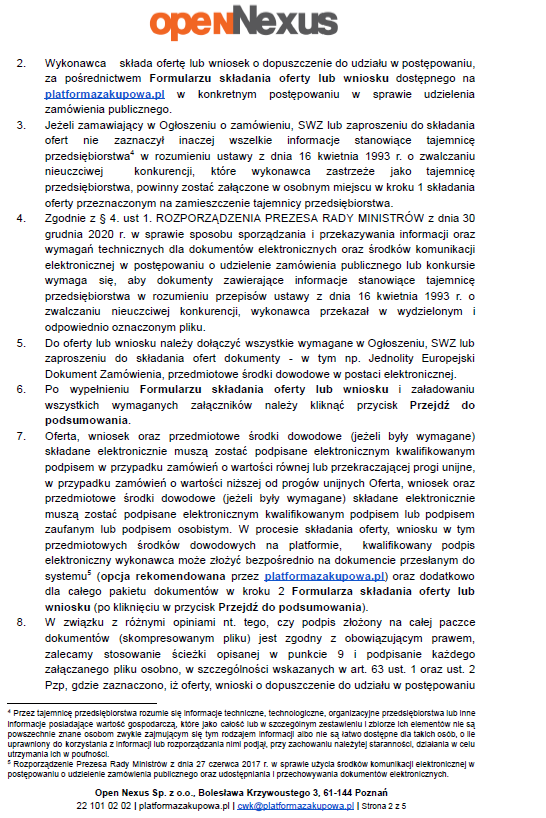 openNexus
2. Wykonawca składa ofertę lub wniosek o dopuszczenie do udziału w postępowaniu,
za pośrednictwem Formularzu składania oferty lub wniosku dostępnego na
platformazakupowa.pl w konkretnym postępowaniu w sprawie udzielenia
zamówienia publicznego.
3. Jeżeli zamawiający w Ogłoszeniu o zamówieniu, SWZ lub zaproszeniu do składania
ofert nie zaznaczył inaczej wszelkie informacje stanowiące tajemnicę
przedsiębiorstwa⁴ w rozumieniu ustawy z dnia 16 kwietnia 1993 r. o zwalczaniu
nieuczciwej konkurencji, które wykonawca zastrzeże jako tajemnicę
przedsiębiorstwa, powinny zostać załączone w osobnym miejscu w kroku 1 składania
oferty przeznaczonym na zamieszczenie tajemnicy przedsiębiorstwa.
4. Zgodnie z § 4. ust 1. ROZPORZĄDZENIA PREZESA RADY MINISTRÓW z dnia 30
grudnia 2020 r. w sprawie sposobu sporządzania i przekazywania informacji oraz
wymagań technicznych dla dokumentów elektronicznych oraz środków komunikacji
elektronicznej w postępowaniu o udzielenie zamówienia publicznego lub konkursie
wymaga się, aby dokumenty zawierające informacje stanowiące tajemnicę
przedsiębiorstwa w rozumieniu przepisów ustawy z dnia 16 kwietnia 1993 r. o
zwalczaniu nieuczciwej konkurencji, wykonawca przekazał w wydzielonym i
odpowiednio oznaczonym pliku.
5. Do oferty lub wniosku należy dołączyć wszystkie wymagane w Ogłoszeniu, SWZ lub
zaproszeniu do składania ofert dokumenty - w tym np. Jednolity Europejski
Dokument Zamówienia, przedmiotowe środki dowodowe w postaci elektronicznej.
6. Po wypełnieniu Formularzu składania oferty lub wniosku i załadowaniu
wszystkich wymaganych załączników należy kliknąć przycisk Przejdź do
podsumowania.
7. Oferta, wniosek oraz przedmiotowe środki dowodowe (jeżeli były wymagane)
składane elektronicznie muszą zostać podpisane elektronicznym kwalifikowanym
podpisem w przypadku zamówień o wartości równej lub przekraczającej progi unijne,
w przypadku zamówień o wartości niższej od progów unijnych Oferta, wniosek oraz
przedmiotowe środki dowodowe (jeżeli były wymagane) składane elektronicznie
muszą zostać podpisane elektronicznym kwalifikowanym podpisem lub podpisem
zaufanym lub podpisem osobistym. W procesie składania oferty, wniosku w tym
przedmiotowych środków dowodowych na platformie, kwalifikowany podpis
elektroniczny wykonawca może złożyć bezpośrednio na dokumencie przesłanym do
systemu⁵ (opcja rekomendowana przez platformazakupowa.pl) oraz dodatkowo
dla całego pakietu dokumentów w kroku 2 Formularza składania oferty lub
wniosku (po kliknięciu w przycisk Przejdź do podsumowania).
8. W związku z różnymi opiniami nt. tego, czy podpis złożony na całej paczce
dokumentów (skompresowanym pliku) jest zgodny z obowiązującym prawem,
zalecamy stosowanie ścieżki opisanej w punkcie 9 i podpisanie każdego
załączanego pliku osobno, w szczególności wskazanych w art. 63 ust. 1 oraz ust. 2
Pzp, gdzie zaznaczono, iż oferty, wnioski o dopuszczenie do udziału w postępowaniu
⁴ Przez tajemnicę przedsiębiorstwa rozumie się informacje techniczne, technologiczne, organizacyjne przedsiębiorstwa lub inne
informacje posiadające wartość gospodarczą, które jako całość lub w szczególnym zestawieniu i zbiorze ich elementów nie są
powszechnie znane osobom zwykle zajmującym się tym rodzajem informacji albo nie są łatwo dostępne dla takich osób, o ile
uprawniony do korzystania z informacji lub rozporządzania nimi podjął, przy zachowaniu należytej staranności, działania w celu
utrzymania ich w poufności.
⁵ Rozporządzenie Prezesa Rady Ministrów z dnia 27 czerwca 2017 r. w sprawie użycia środków komunikacji elektronicznej w
postępowaniu o udzielenie zamówienia publicznego oraz udostępniania i przechowywania dokumentów elektronicznych.
Open Nexus Sp. z o.o., Bolesława Krzywoustego 3, 61-144 Poznań
22 101 02 02 | platformazakupowa.pl | cwk@platformazakupowa.pl | Strona 2 z 5